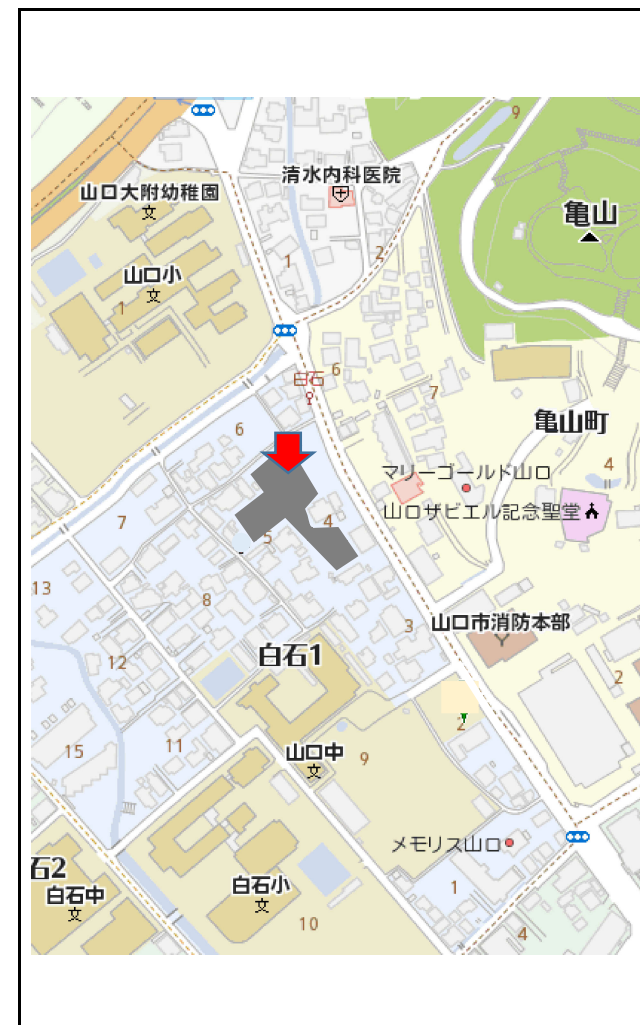 9
清水内科医院
山口大附幼稚園
亀山
山口小
1
2
1
白石
6
7
6
亀山町
マリーゴールド山口
4
山口ザビエル記念聖堂
7
4
5
13
8
3
山口市消防本部
白石1
12
2
2
15
11
山口中
9
メモリス山口
石2
白石中
白石小
1
10
4